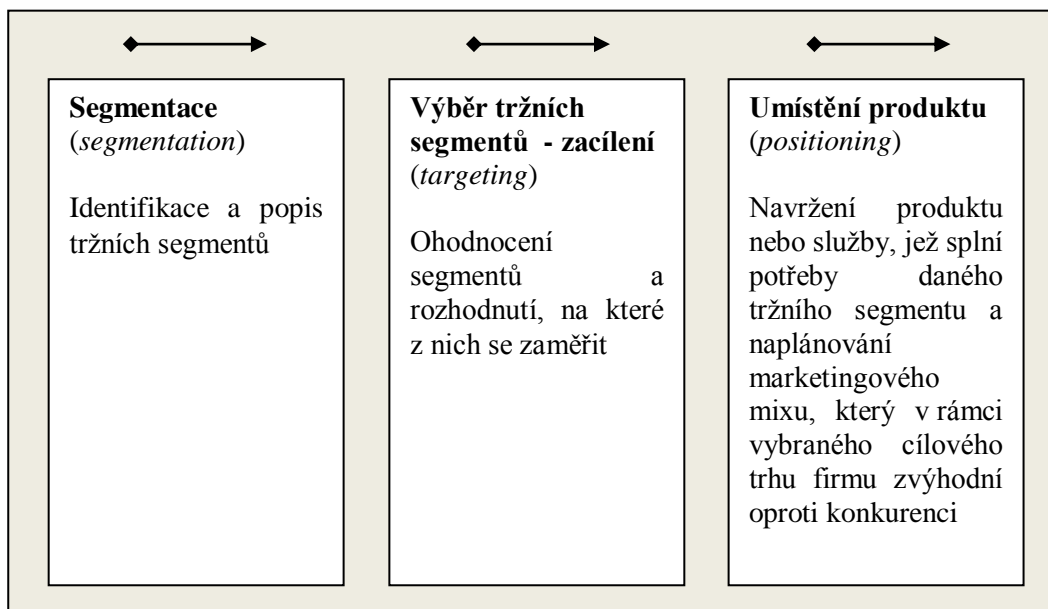 Segmentace
(segmentation)
Identifikace a popis
tržních segmentů
Výběr tržních
segmentů - zacílení
(targeting)
Ohodnocení
segmentů a
rozhodnutí, na které
z nich se zaměřit
Umístění produktu
(positioning)
Navržení produktu
nebo služby, jež splní
potřeby daného
tržního segmentu a
naplánování
marketingového
mixu, který v rámci
vybraného cílového
trhu firmu zvýhodní
oproti konkurenci